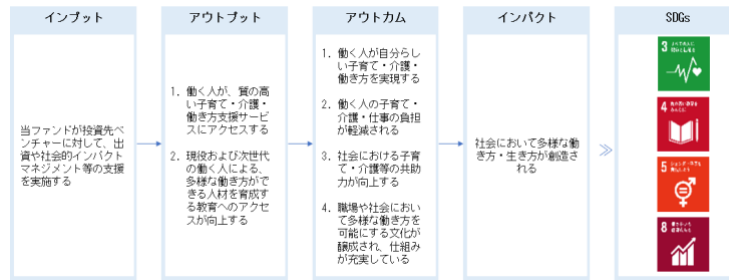 インプット
当ファンドが投資先ベ
ンチャーに対して、出
資や社会的インパクト
マネジメント等の支援
を実施する
アウトプット
1. 働く人が、質の高
い子育て・介護・
働き方支援サービ
スにアクセスする
2. 現役および次世代
の働く人による、
多様な働き方がで
きる人材を育成す
る教育へのアクセ
スが向上する
アウトカム
1. 働く人が自分らし
い子育て・介護・
働き方を実現する
2. 働く人の子育て・
介護・仕事の負担
が軽減される
3. 社会における子育
て・介護等の共助
力が向上する
4. 職場や社会におい
て多様な働き方を
可能にする文化が
醸成され、仕組み
が充実している
インパクト
社会において多様な働
き方・生き方が創造さ
れる
SDGs
3
4
5
8